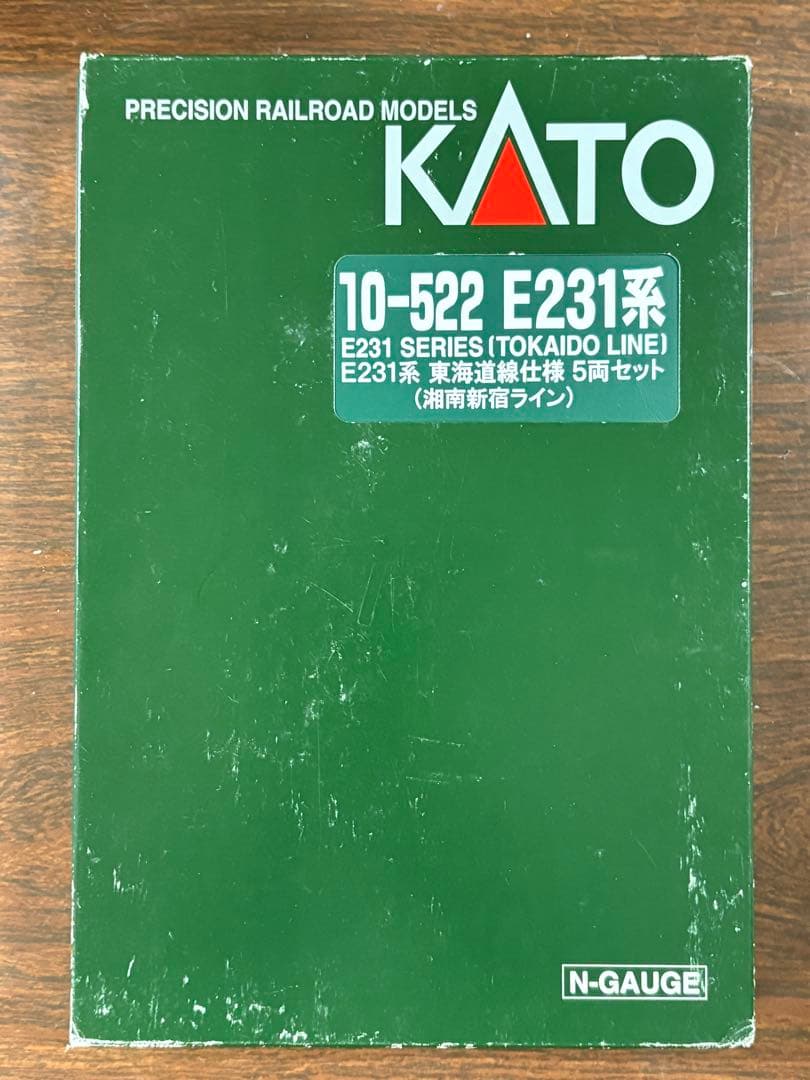 PRECISION RAILROAD MODELS
KATO
10-522 E231系
E231 SERIES (TOKAIDO LINE)
E231系 東海道線仕様 5両セット
(湘南新宿ライン)
N-GAUGE